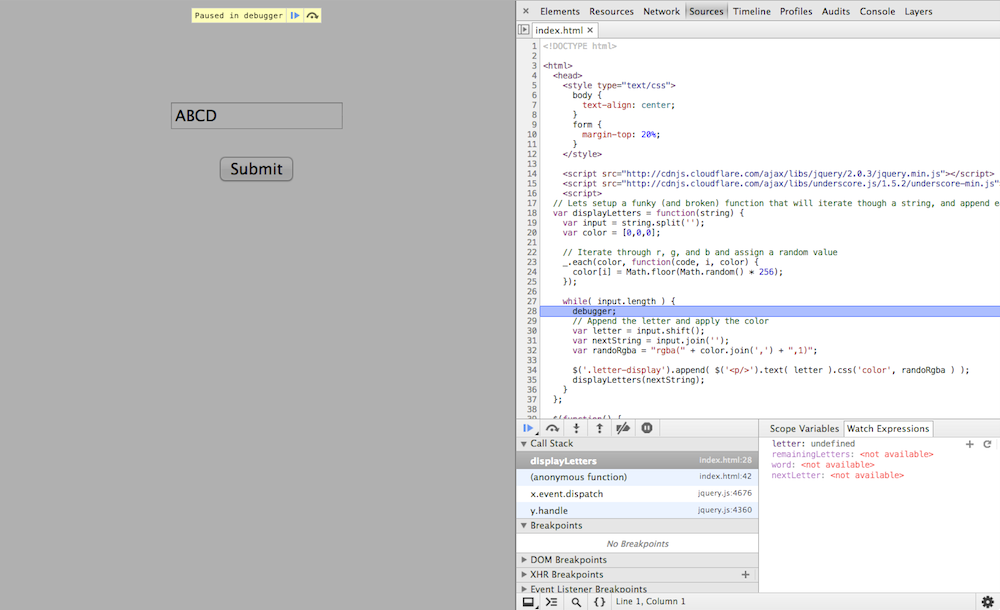 Paused in debugger
ABCD
Submit
Elements Resources Network Sources Timeline Profiles Audits Console Layers
index.html
1 <!DOCTYPE html>
2
3 <html>
4 <head>
5 <style type="text/css">
6 body {
7 text-align: center;
8 }
9 form {
10 margin-top: 20%;
11 }
12 </style>
13
14 <script src="http://cdnjs.cloudflare.com/ajax/libs/jquery/2.0.3/jquery.min.js"></script>
15 <script src="http://cdnjs.cloudflare.com/ajax/libs/underscore.js/1.5.2/underscore-min.js"
16 <script>
17 // Lets setup a funky (and broken) function that will iterate though a string, and append e
18 var displayLetters = function(string) {
19 var input = string.split('');
20 var color = [0,0,0];
21
22 // Iterate through r, g, and b and assign a random value
23 _.each(color, function(code, i, color) {
24 color[i] = Math.floor(Math.random() * 256);
25 });
26
27 while( input.length ) {
28 debugger;
29 // Append the letter and apply the color
30 var letter = input.shift();
31 var nextString = input.join('');
32 var randoRgba = "rgba(" + color.join(',') + ",1)";
33
34 $('.letter-display').append( $('<p/>').text( letter ).css('color', randoRgba ) );
35 displayLetters(nextString);
36 }
37 };
38
39 $(function() {
Call Stack
displayLetters index.html:28
(anonymous function) index.html:42
x.event.dispatch jquery.js:4676
y.handle jquery.js:4360
Breakpoints
No Breakpoints
DOM Breakpoints
XHR Breakpoints
Event Listener Breakpoints
Scope Variables Watch Expressions
letter: undefined
remainingLetters: <not available>
word: <not available>
nextLetter: <not available>
Line 1, Column 1